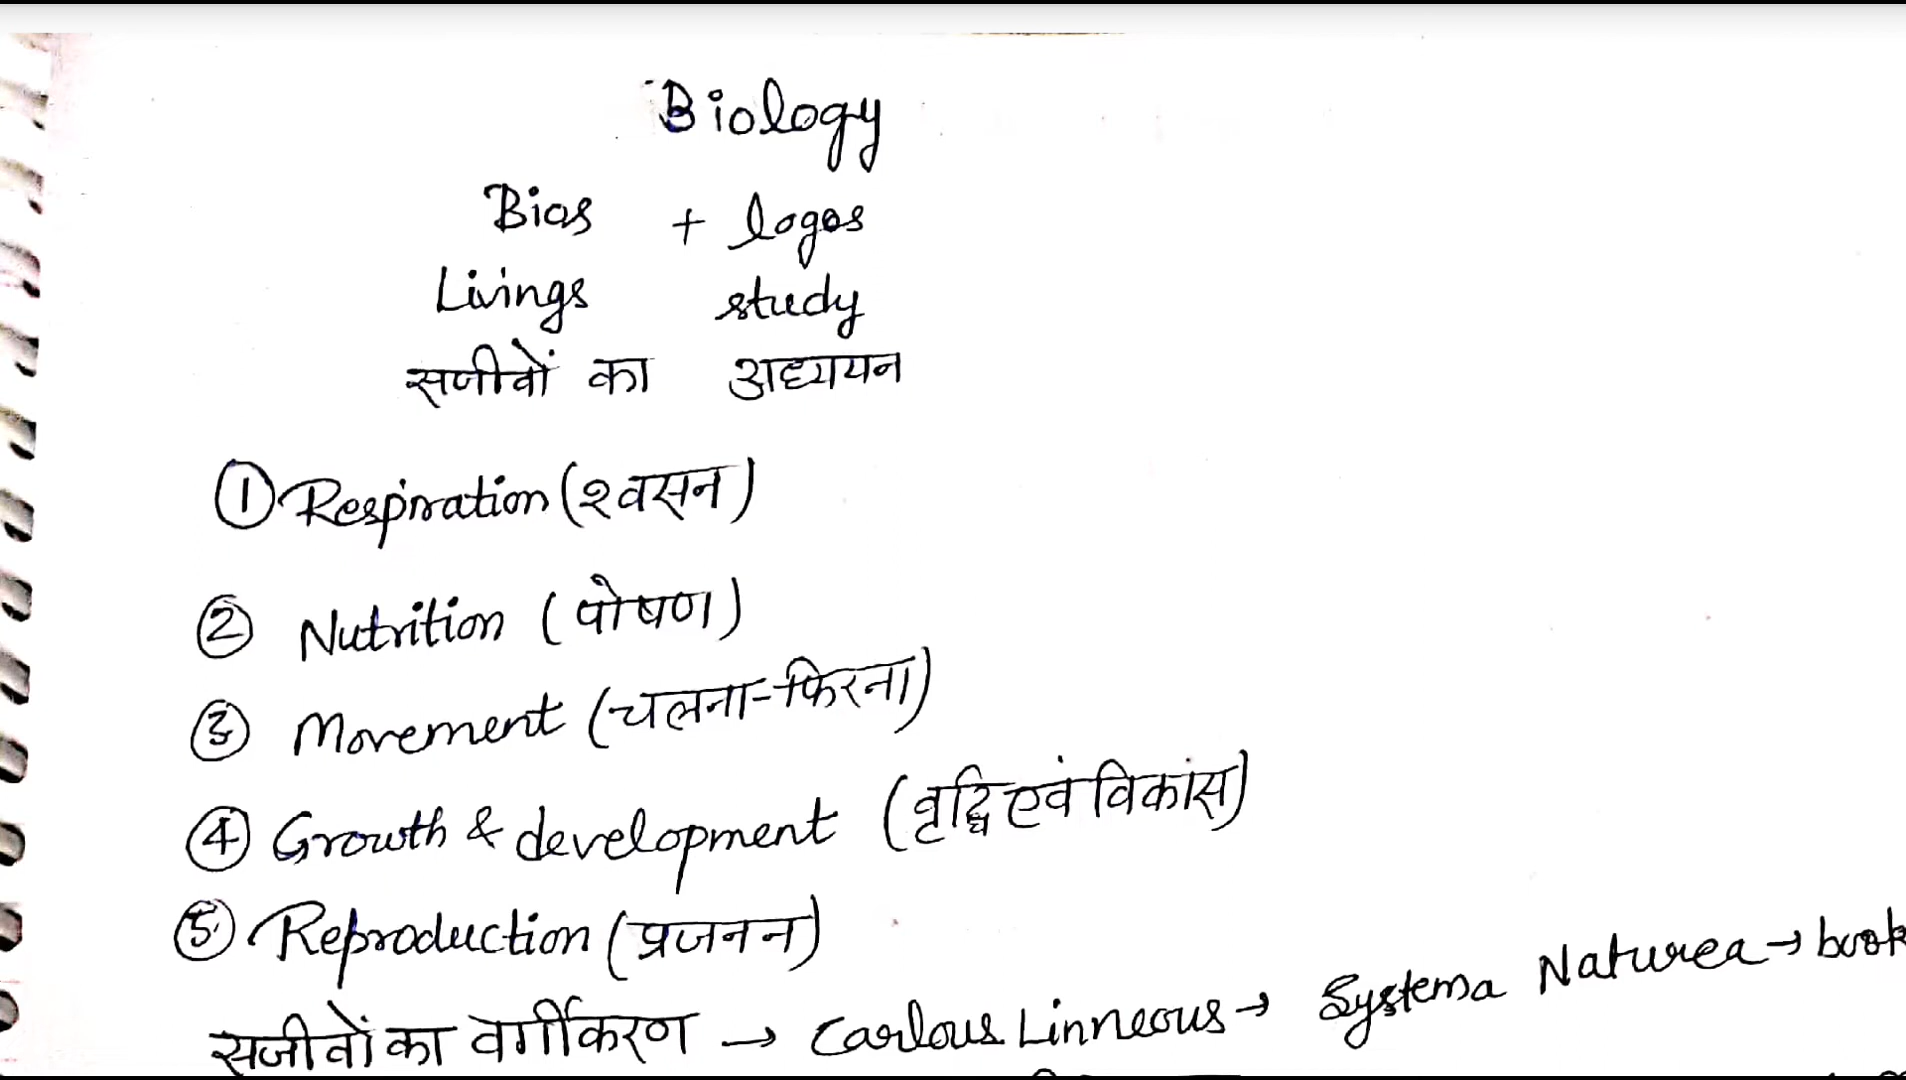 Biology
Bios + logos
Livings study
सजीवों का अध्ययन
① Respiration (श्वसन)
② Nutrition (पोषण)
③ Movement (चलना-फिरना)
④ Growth & development (वृद्धि एवं विकांस)
⑤ Reproduction (प्रजनन)
सजीवों का वर्गीकरण → Carlous Linneous → Systema Naturea → book